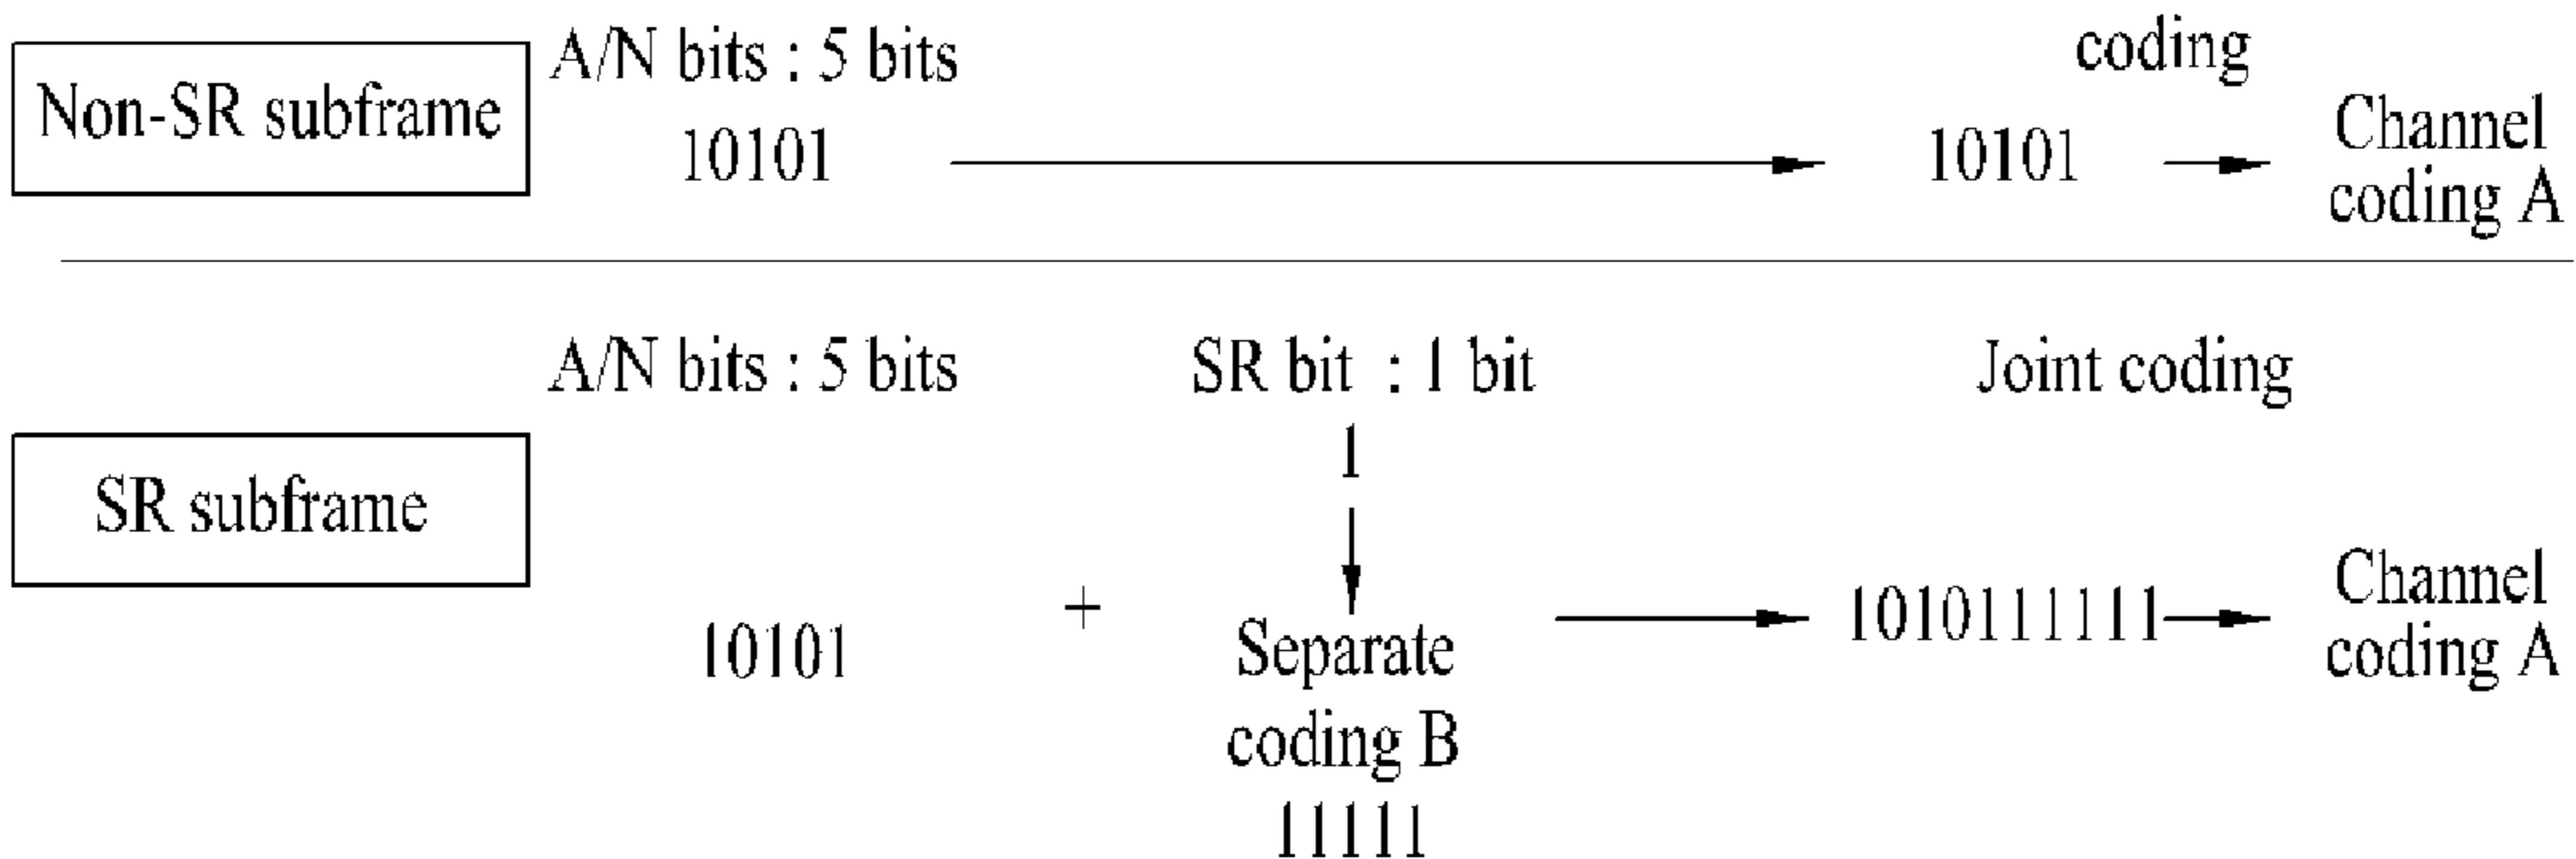 Non-SR subframe
A/N bits : 5 bits
10101
coding
10101
Channel
coding A
A/N bits : 5 bits
SR bit : 1 bit
Joint coding
SR subframe
10101
+
1
Separate
coding B
11111
1010111111
Channel
coding A